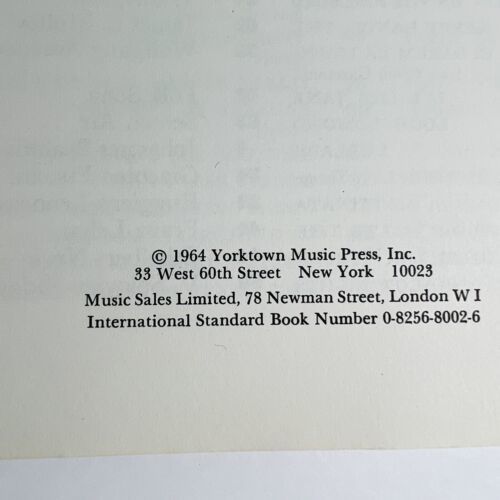 © 1964 Yorktown Music Press, Inc.
33 West 60th Street New York 10023
Music Sales Limited, 78 Newman Street, London W I
International Standard Book Number 0-8256-8002-6